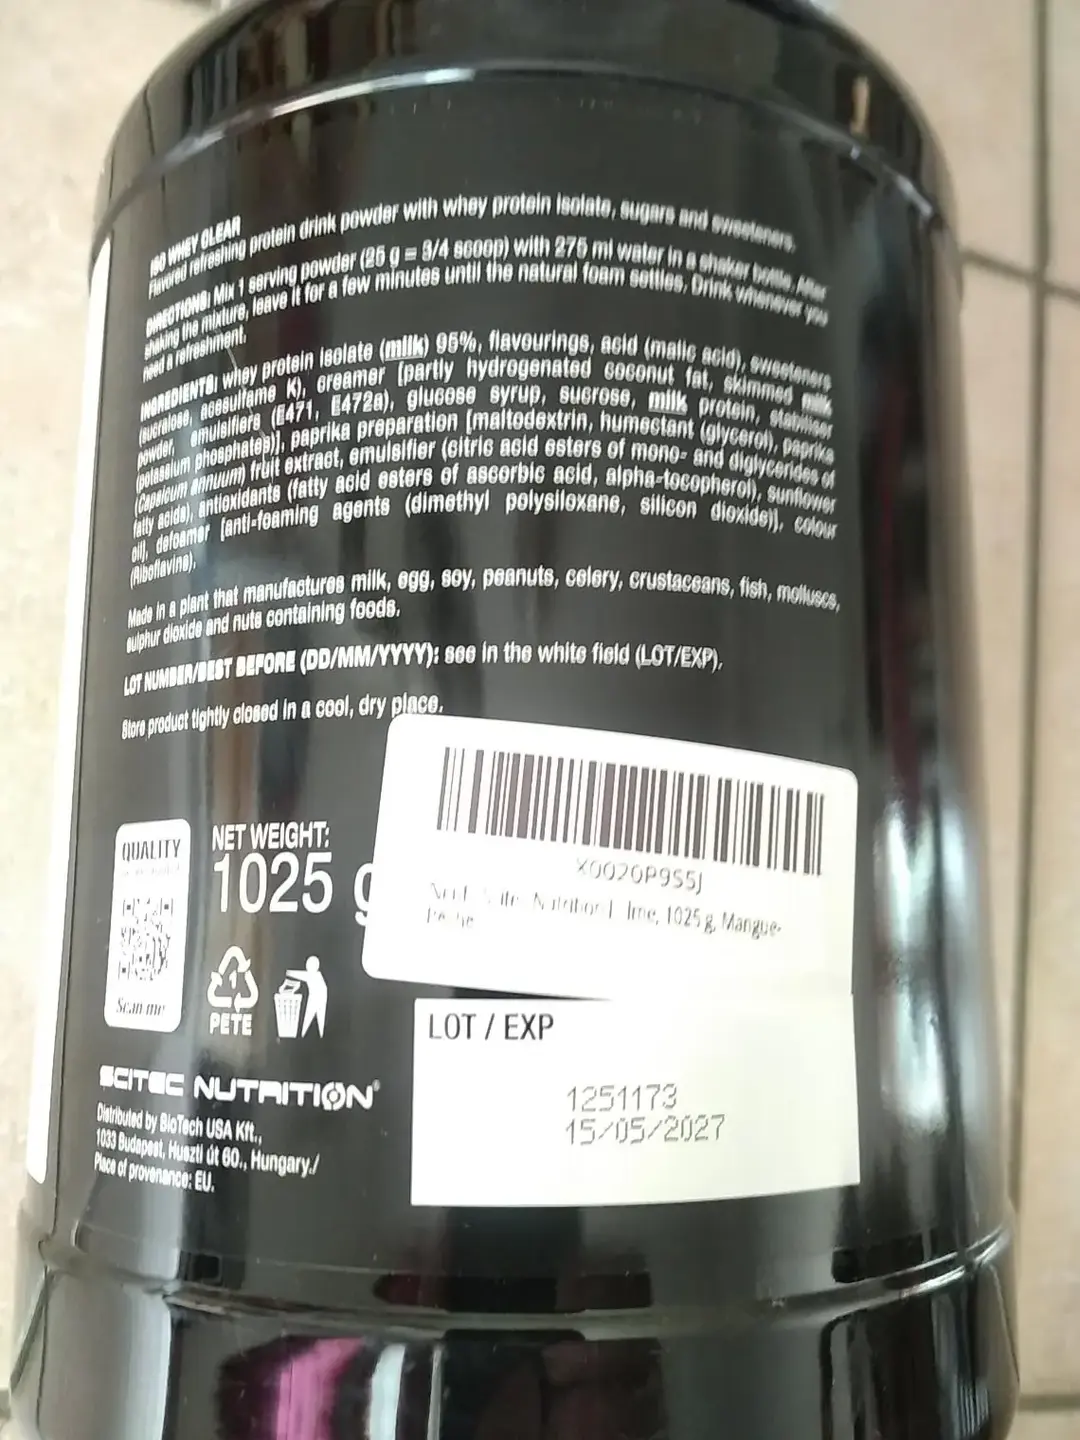 ISO WHEY CLEAR
Flavored refreshing protein drink powder with whey protein isolate, sugars and sweeteners.
DIRECTIONS: Mix 1 serving powder (25 g = 3/4 scoop) with 275 ml water in a shaker bottle. After
shaking the mixture, leave it for a few minutes until the natural foam settles. Drink whenever you
need a refreshment.
INGREDIENTS: whey protein isolate (milk) 95%, flavourings, acid (malic acid), sweeteners
(sucralose, acesulfame K), creamer [partly hydrogenated coconut fat, skimmed milk
powder, emulsifiers (E471, E472a), glucose syrup, sucrose, milk protein, stabiliser
(potassium phosphates)], paprika preparation [maltodextrin, humectant (glycerol), paprika
(Capsicum annuum) fruit extract, emulsifier (citric acid esters of mono- and diglycerides of
fatty acids), antioxidants (fatty acid esters of ascorbic acid, alpha-tocopherol), sunflower
oil], defoamer [anti-foaming agents (dimethyl polysiloxane, silicon dioxide)], colour
(Riboflavins).
Made in a plant that manufactures milk, egg, soy, peanuts, celery, crustaceans, fish, molluscs,
sulphur dioxide and nuts containing foods.
LOT NUMBER/BEST BEFORE (DD/MM/YYYY): see in the white field (LOT/EXP).
Store product tightly closed in a cool, dry place.
X0020P9S5J
1025 g, Mangue-
QUALITY
Scan me
NET WEIGHT:
1025 g
1
PETE
LOT / EXP
1251173
15/05/2027
SCITEC NUTRITION®
Distributed by BioTech USA Kft.,
1033 Budapest, Huszti út 60., Hungary./
Place of provenance: EU.